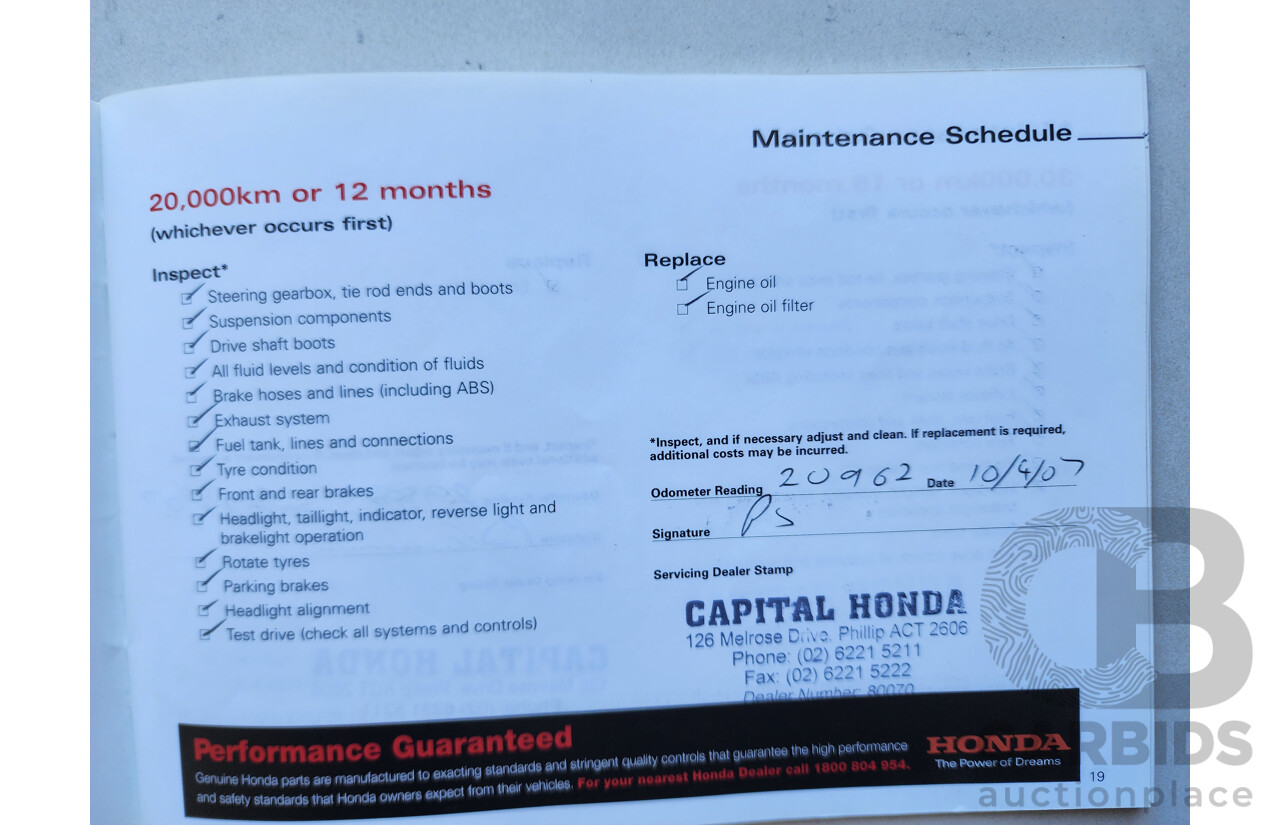 Maintenance Schedule
20,000km or 12 months
(whichever occurs first)
Inspect*
Steering gearbox, tie rod ends and boots
Suspension components
Drive shaft boots
All fluid levels and condition of fluids
Brake hoses and lines (including ABS)
Exhaust system
Fuel tank, lines and connections
Tyre condition
Front and rear brakes
Headlight, taillight, indicator, reverse light and
brakelight operation
Rotate tyres
Parking brakes
Headlight alignment
Test drive (check all systems and controls)
Replace
Engine oil
Engine oil filter
*Inspect, and if necessary adjust and clean. If replacement is required,
additional costs may be incurred.
Odometer Reading 20962 Date 10/4/07
Signature PS
Servicing Dealer Stamp
CAPITAL HONDA
126 Melrose Drive, Phillip ACT 2606
Phone: (02) 6221 5211
Fax: (02) 6221 5222
Dealer Number: 80070
Performance Guaranteed
Genuine Honda parts are manufactured to exacting standards and stringent quality controls that guarantee the high performance
and safety standards that Honda owners expect from their vehicles. For your nearest Honda Dealer call 1800 804 954.
HONDA
The Power of Dreams
19
CB
CARBIDS
auctionplace